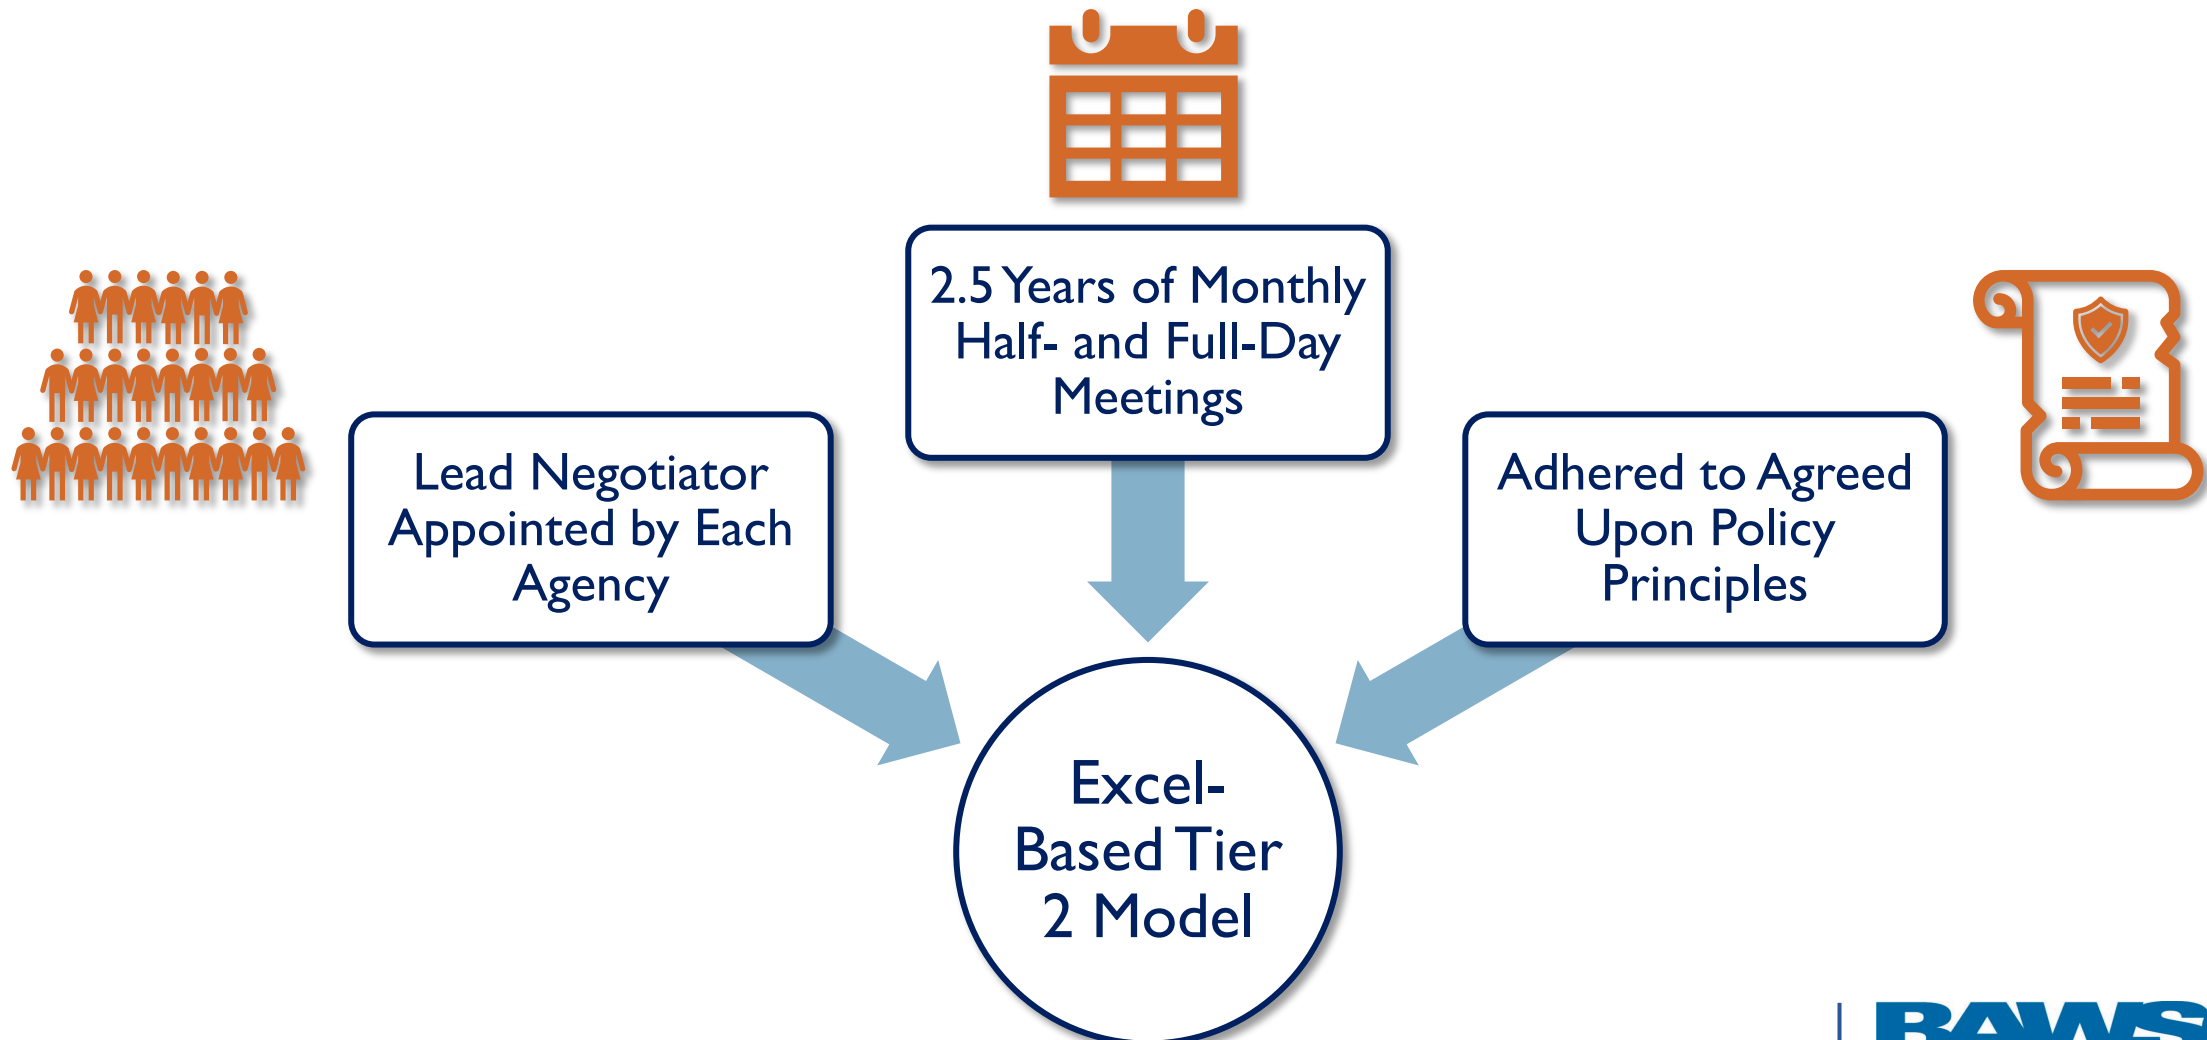 2.5 Years of Monthly
Half- and Full-Day
Meetings
Lead Negotiator
Appointed by Each
Agency
Adhered to Agreed
Upon Policy
Principles
Excel-
Based Tier
2 Model
BAWS